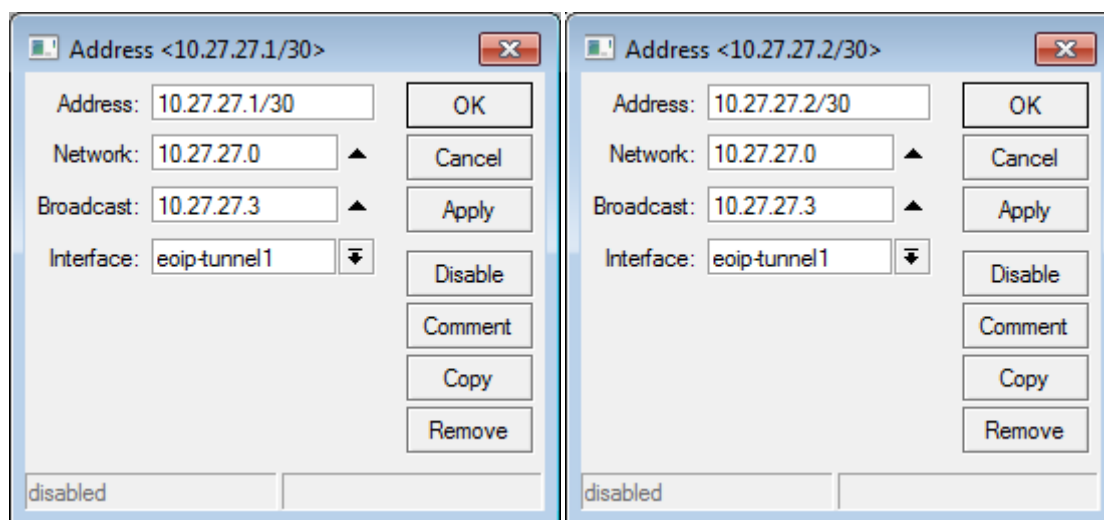 Address <10.27.27.1/30>
Address: 10.27.27.1/30
OK
Network: 10.27.27.0
Cancel
Broadcast: 10.27.27.3
Apply
Interface: eoip-tunnel1
Disable
Comment
Copy
Remove
disabled
Address <10.27.27.2/30>
Address: 10.27.27.2/30
OK
Network: 10.27.27.0
Cancel
Broadcast: 10.27.27.3
Apply
Interface: eoip-tunnel1
Disable
Comment
Copy
Remove
disabled